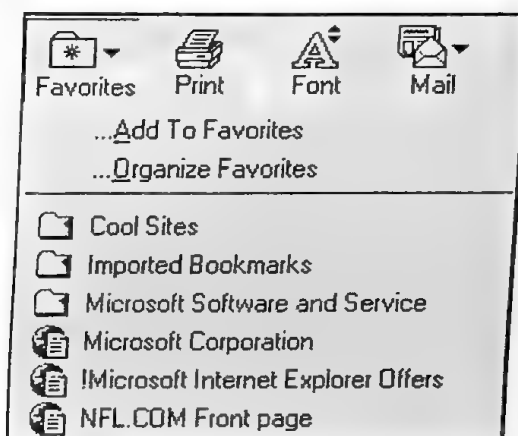 Favorites Print Font Mail
...Add To Favorites
...Organize Favorites
Cool Sites
Imported Bookmarks
Microsoft Software and Service
Microsoft Corporation
!Microsoft Internet Explorer Offers
NFL.COM Front page